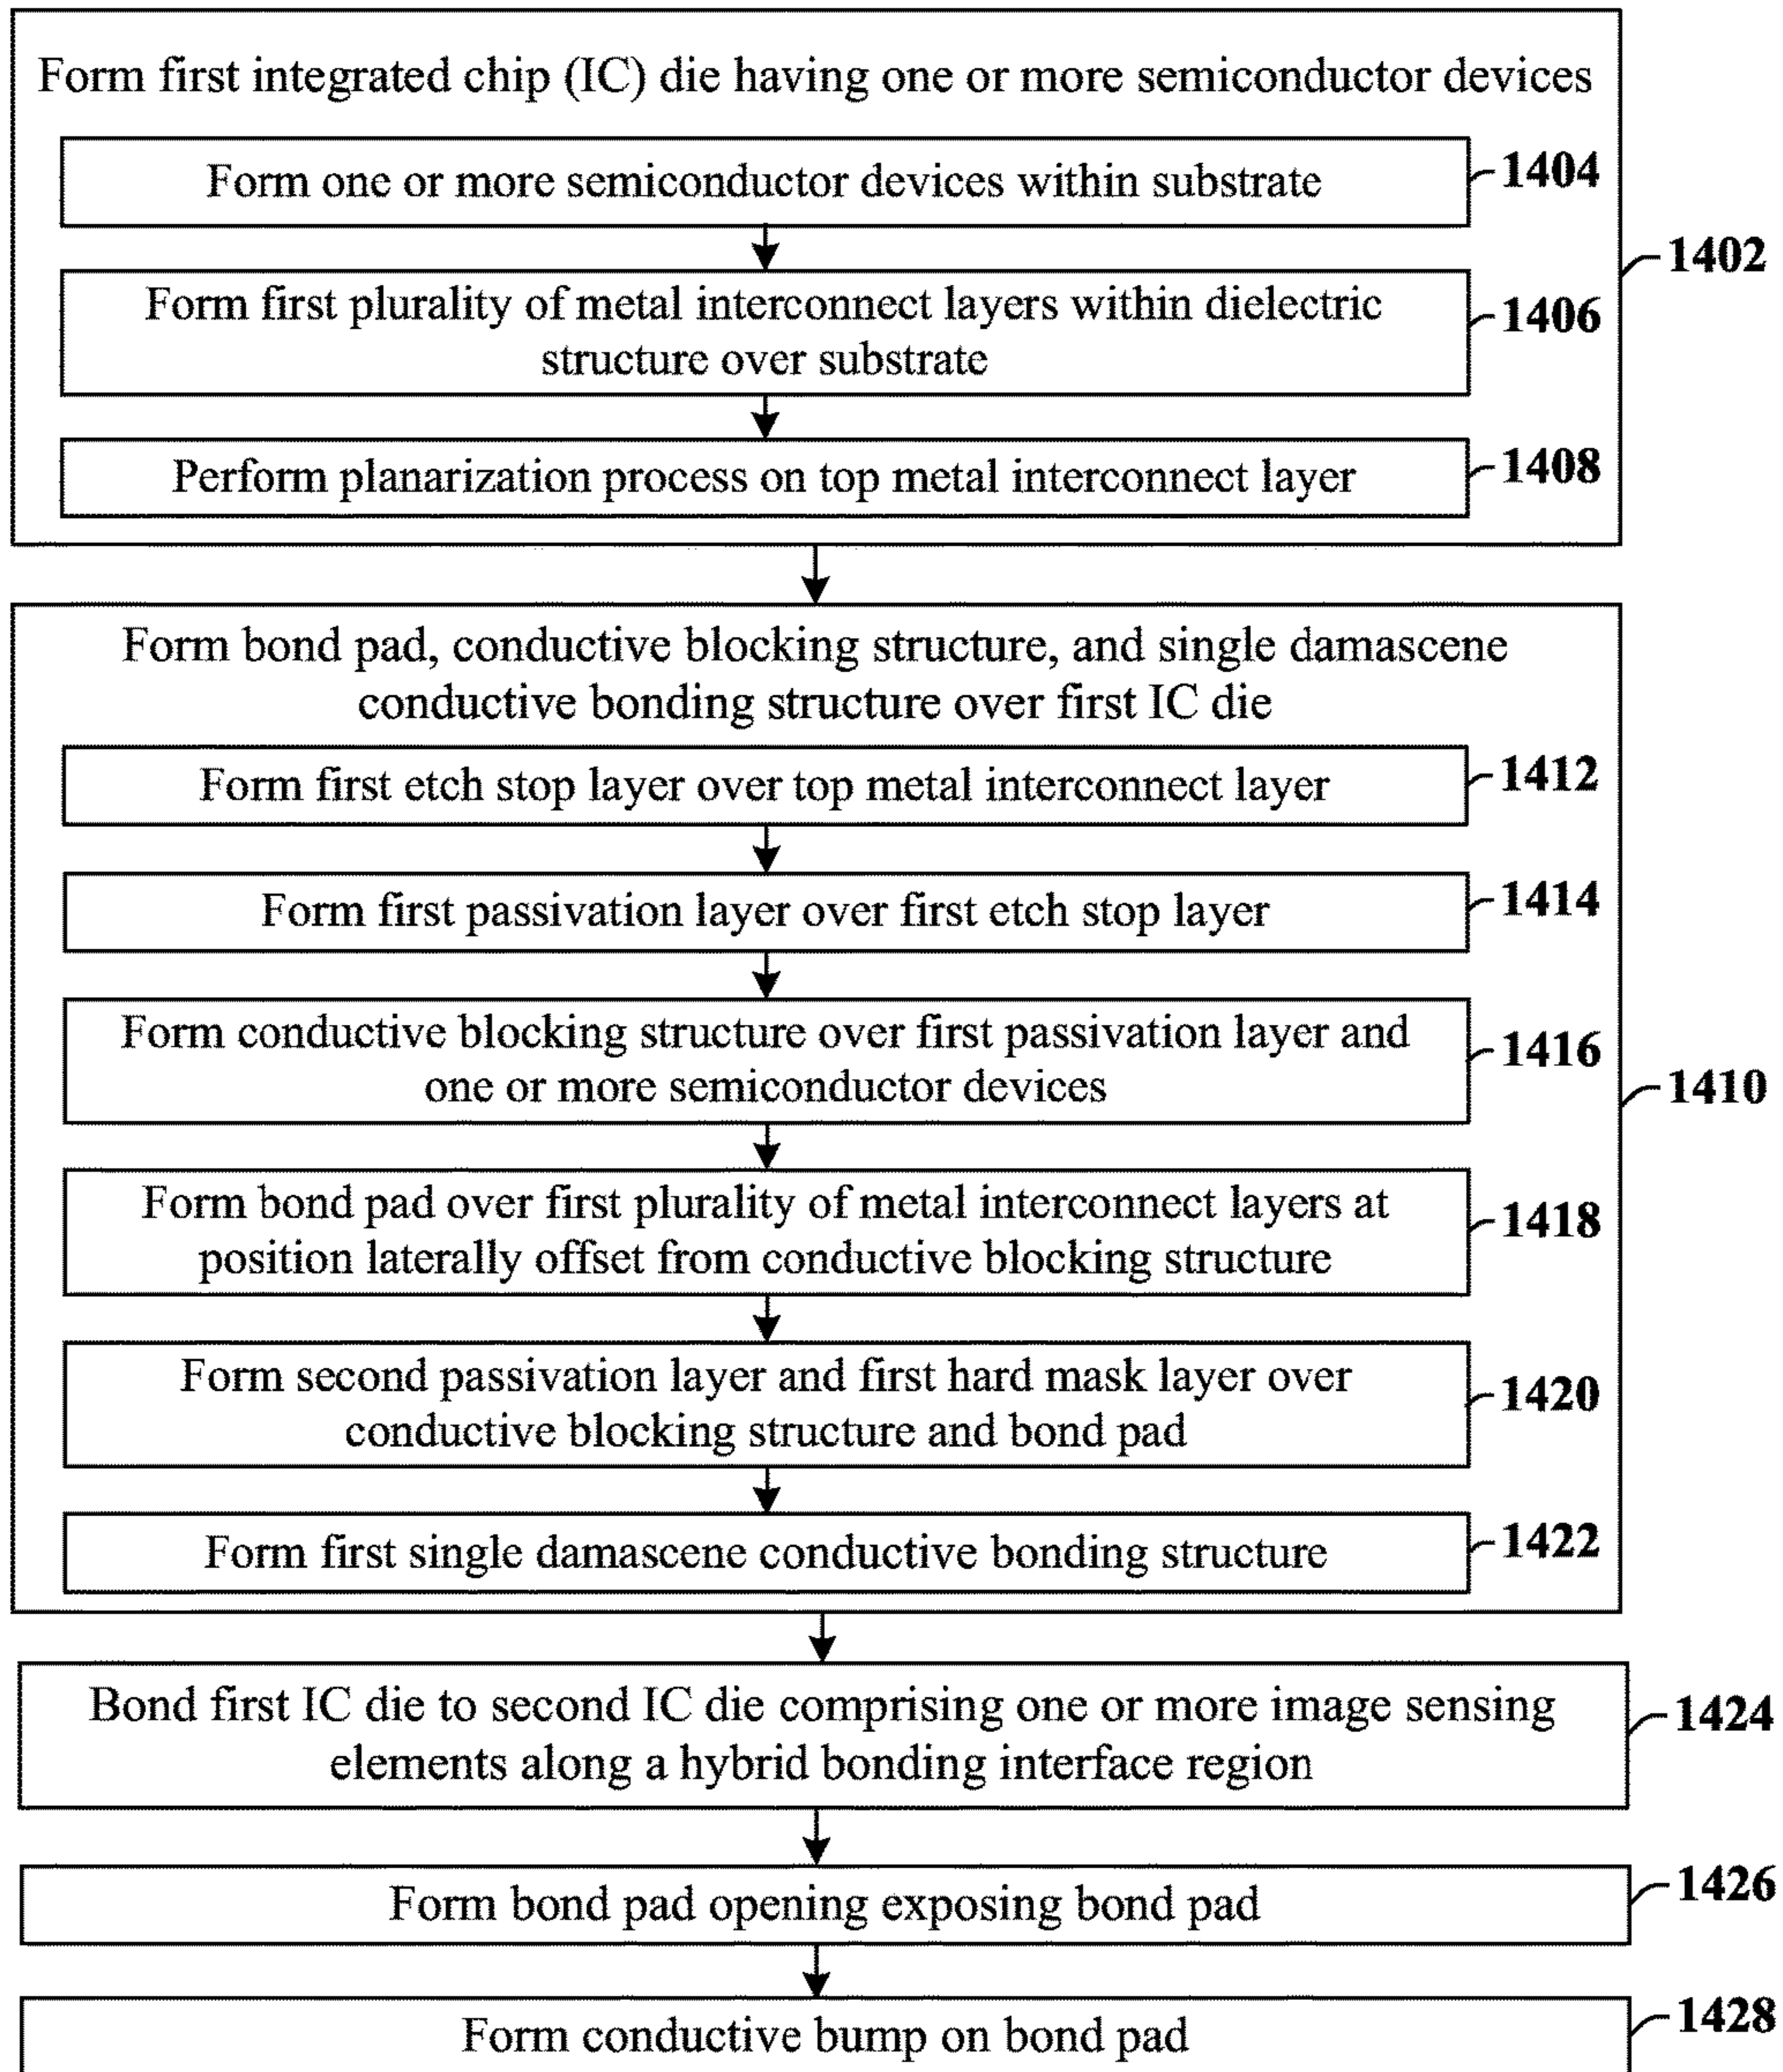 Form first integrated chip (IC) die having one or more semiconductor devices
Form one or more semiconductor devices within substrate
1404
1402
Form first plurality of metal interconnect layers within dielectric
structure over substrate
1406
Perform planarization process on top metal interconnect layer
1408
Form bond pad, conductive blocking structure, and single damascene
conductive bonding structure over first IC die
Form first etch stop layer over top metal interconnect layer
1412
Form first passivation layer over first etch stop layer
1414
Form conductive blocking structure over first passivation layer and
one or more semiconductor devices
1416
1410
Form bond pad over first plurality of metal interconnect layers at
position laterally offset from conductive blocking structure
1418
Form second passivation layer and first hard mask layer over
conductive blocking structure and bond pad
1420
Form first single damascene conductive bonding structure
1422
Bond first IC die to second IC die comprising one or more image sensing
elements along a hybrid bonding interface region
1424
Form bond pad opening exposing bond pad
1426
Form conductive bump on bond pad
1428